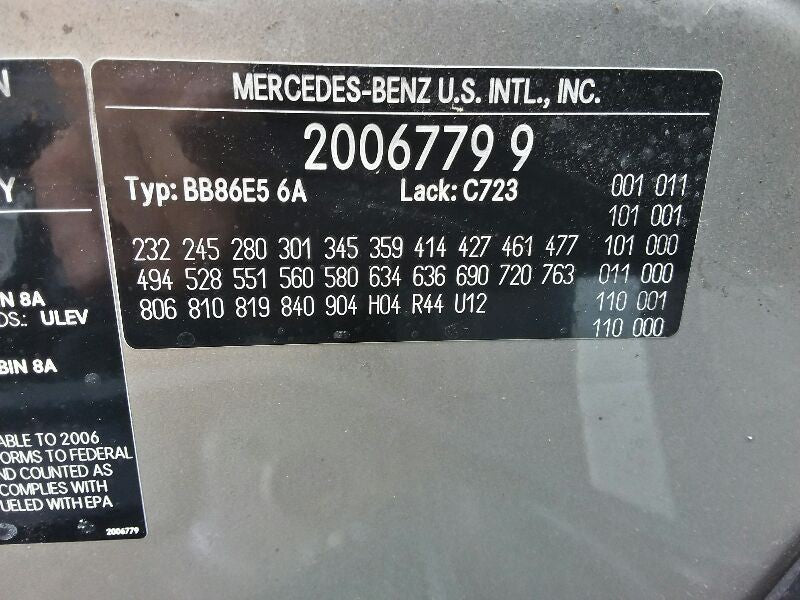 N
Y
N 8A
DS.: ULEV
BIN 8A
ABLE TO 2006
ORMS TO FEDERAL
ND COUNTED AS
COMPLIES WITH
UELED WITH EPA
2006779
MERCEDES-BENZ U.S. INTL., INC.
2006779 9
Typ: BB86E5 6A Lack: C723 001 011
101 001
232 245 280 301 345 359 414 427 461 477 101 000
494 528 551 560 580 634 636 690 720 763 011 000
806 810 819 840 904 H04 R44 U12 110 001
110 000